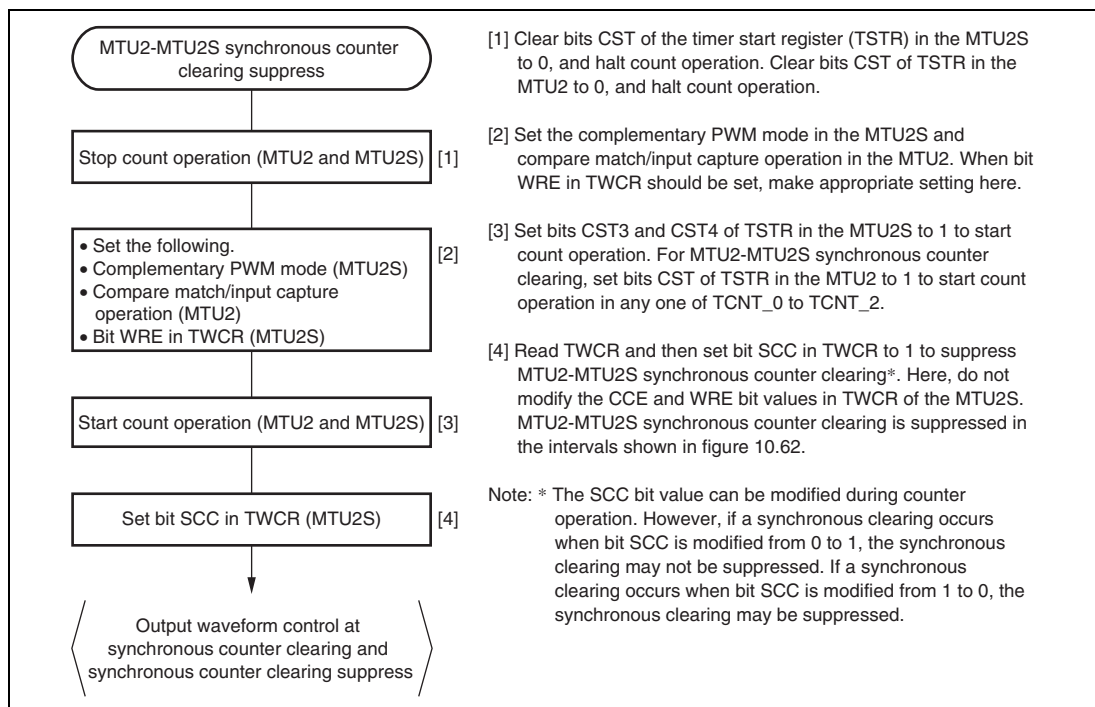 MTU2-MTU2S synchronous counter
clearing suppress
Stop count operation (MTU2 and MTU2S)
[1]
• Set the following.
• Complementary PWM mode (MTU2S)
• Compare match/input capture
operation (MTU2)
• Bit WRE in TWCR (MTU2S)
[2]
Start count operation (MTU2 and MTU2S)
[3]
Set bit SCC in TWCR (MTU2S)
[4]
Output waveform control at
synchronous counter clearing and
synchronous counter clearing suppress
[1] Clear bits CST of the timer start register (TSTR) in the MTU2S
to 0, and halt count operation. Clear bits CST of TSTR in the
MTU2 to 0, and halt count operation.
[2] Set the complementary PWM mode in the MTU2S and
compare match/input capture operation in the MTU2. When bit
WRE in TWCR should be set, make appropriate setting here.
[3] Set bits CST3 and CST4 of TSTR in the MTU2S to 1 to start
count operation. For MTU2-MTU2S synchronous counter
clearing, set bits CST of TSTR in the MTU2 to 1 to start count
operation in any one of TCNT_0 to TCNT_2.
[4] Read TWCR and then set bit SCC in TWCR to 1 to suppress
MTU2-MTU2S synchronous counter clearing*. Here, do not
modify the CCE and WRE bit values in TWCR of the MTU2S.
MTU2-MTU2S synchronous counter clearing is suppressed in
the intervals shown in figure 10.62.
Note: * The SCC bit value can be modified during counter
operation. However, if a synchronous clearing occurs
when bit SCC is modified from 0 to 1, the synchronous
clearing may not be suppressed. If a synchronous
clearing occurs when bit SCC is modified from 1 to 0, the
synchronous clearing may be suppressed.